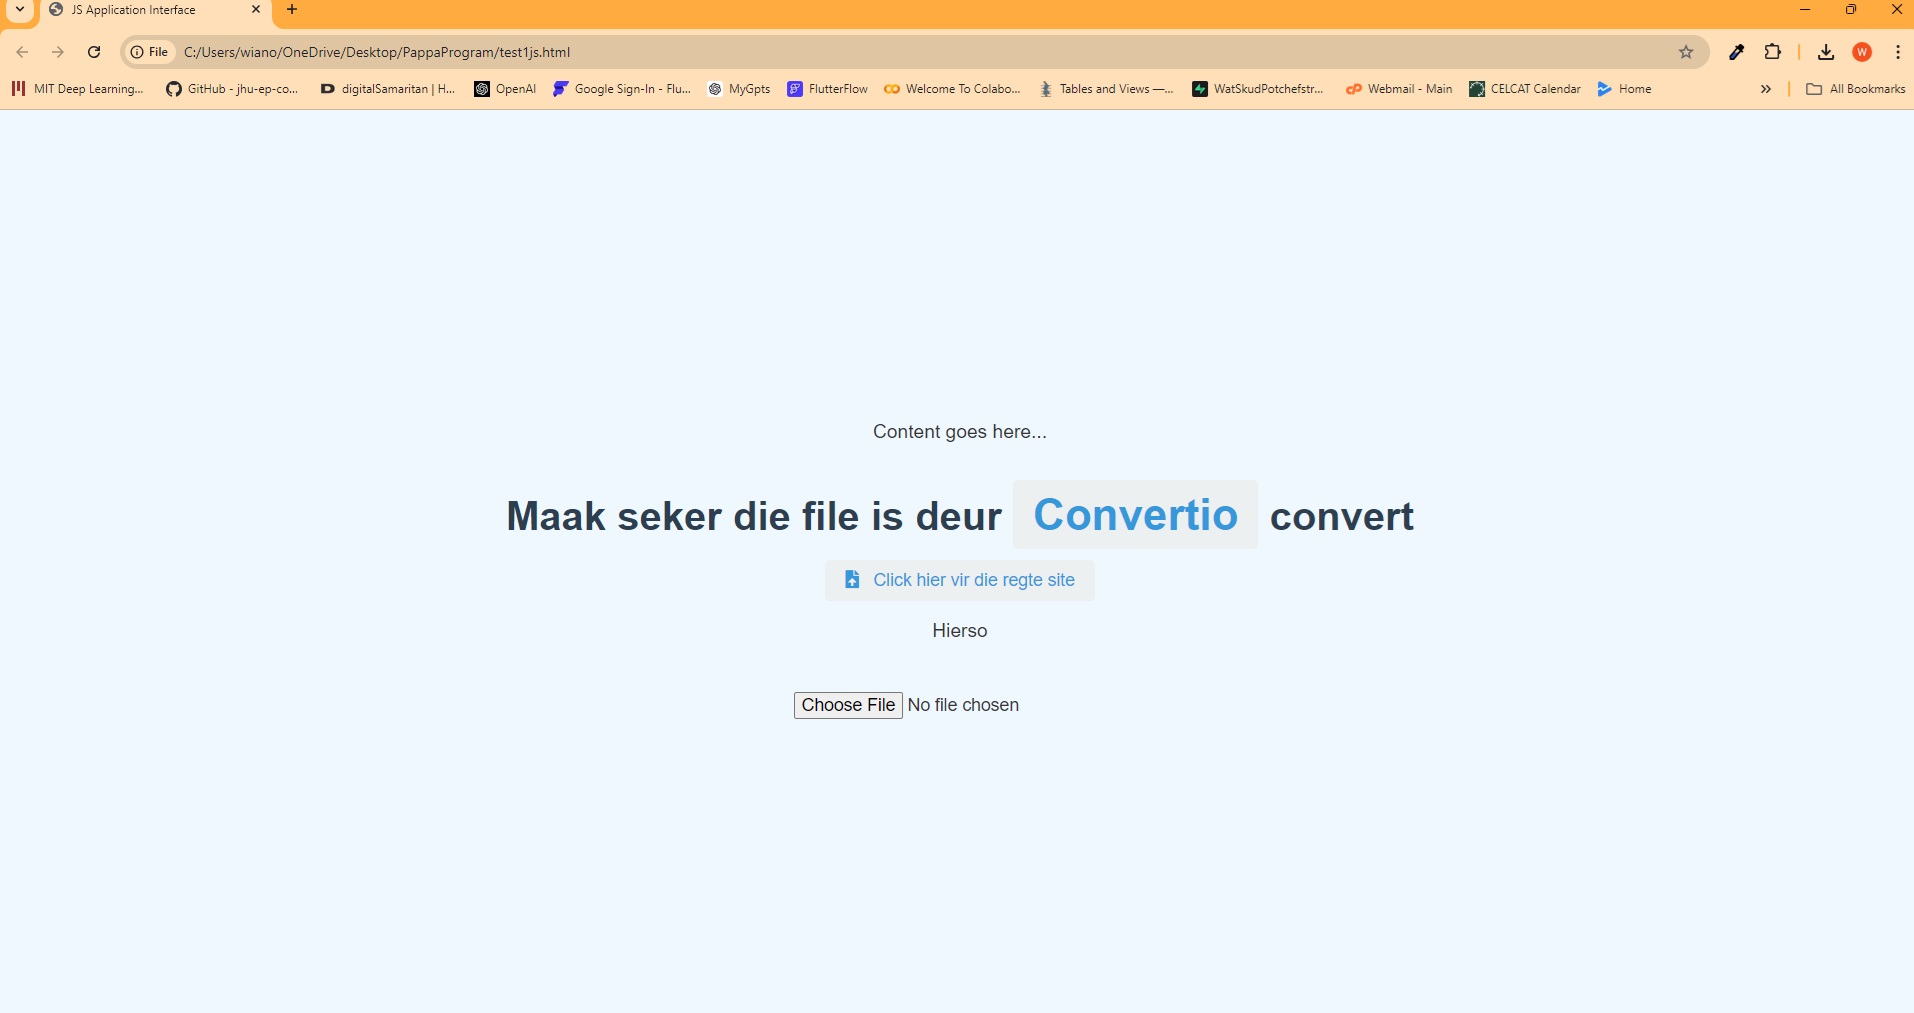 JS Application Interface
File C:/Users/wiano/OneDrive/Desktop/PappaProgram/test1js.html W
MIT Deep Learning... GitHub - jhu-ep-co... digitalSamaritan | H... OpenAI Google Sign-In - Flu... MyGpts FlutterFlow Welcome To Colabo... Tables and Views —... WatSkudPotchefstr... Webmail - Main CELCAT Calendar Home » All Bookmarks
Content goes here...
Maak seker die file is deur Convertio convert
Click hier vir die regte site
Hierso
Choose File No file chosen